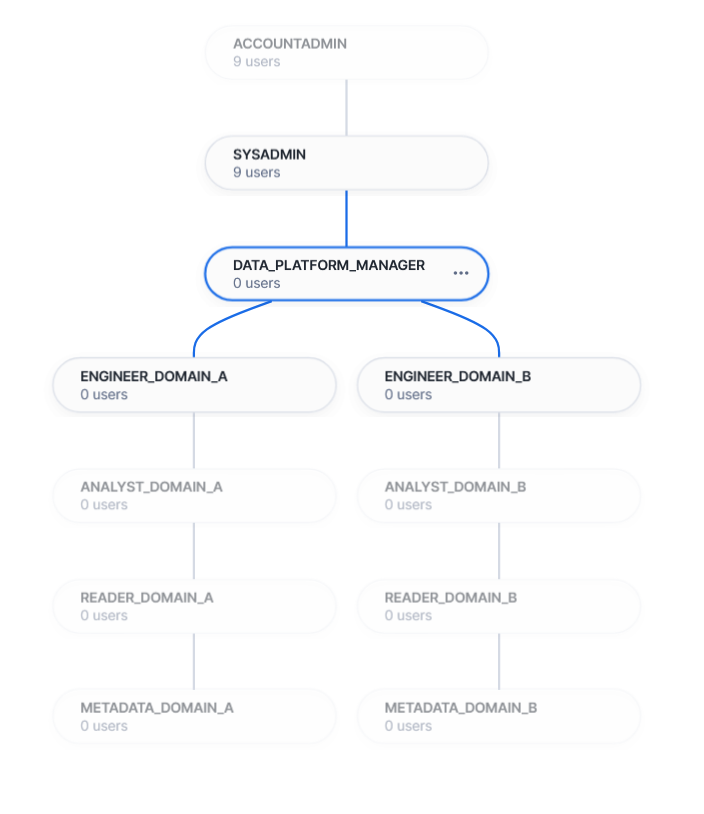 ACCOUNTADMIN
9 users
SYSADMIN
9 users
DATA_PLATFORM_MANAGER
0 users
ENGINEER_DOMAIN_A
0 users
ENGINEER_DOMAIN_B
0 users
ANALYST_DOMAIN_A
0 users
ANALYST_DOMAIN_B
0 users
READER_DOMAIN_A
0 users
READER_DOMAIN_B
0 users
METADATA_DOMAIN_A
0 users
METADATA_DOMAIN_B
0 users